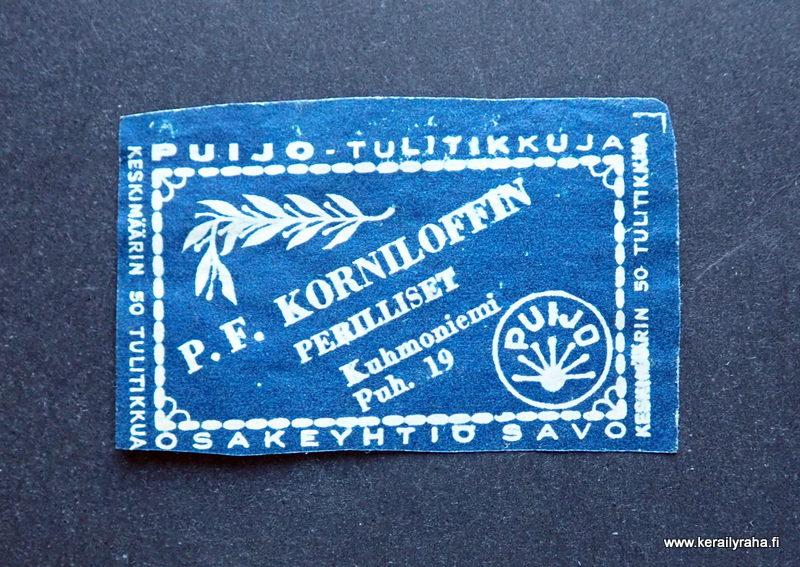 PUIJO-TULITIKKUJA
KESKIMÄÄRIN 50 TULITIKKUA
P. F. KORNILOFFIN
PERILLISET
Kuhmoniemi
Puh. 19
PUIJO
KESKIMÄÄRIN 50 TULITIKKUA
OSAKEYHTIÖ SAVO
www.kerailyraha.fi